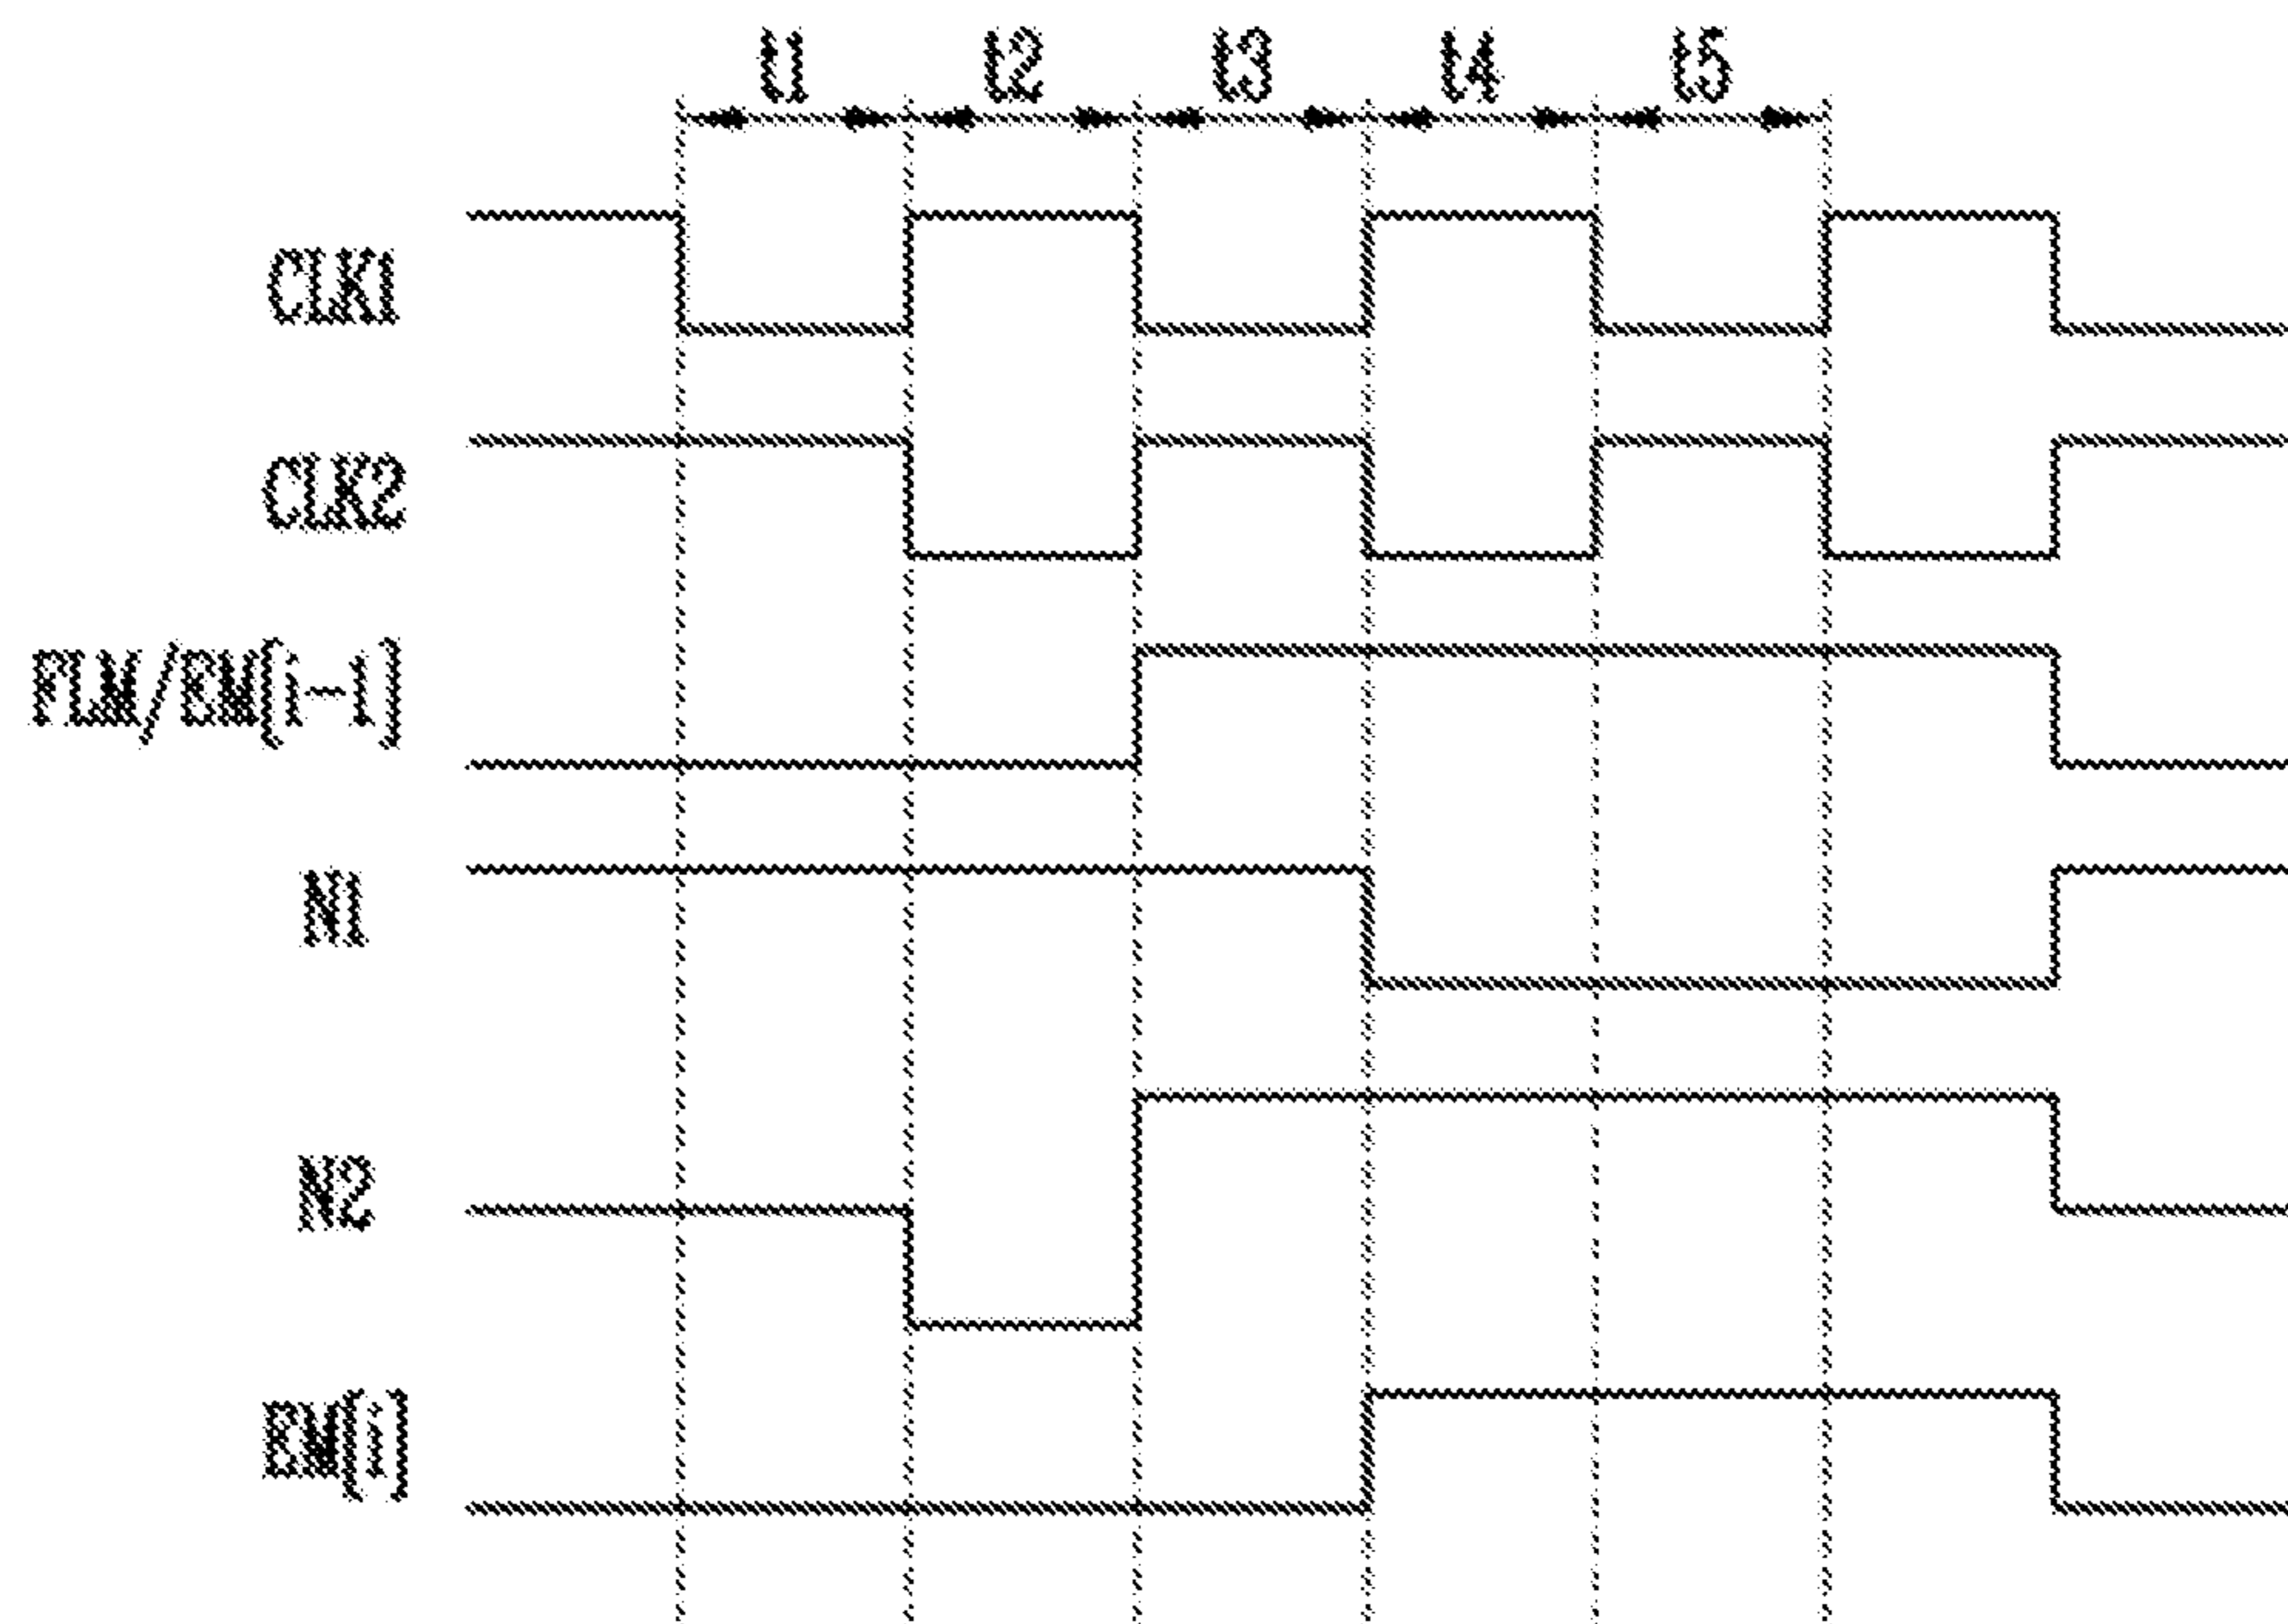 t1 t2 t3 t4 t5
CLK1
CLK2
FLM/EM[i-1]
N1
N2
EM[i]